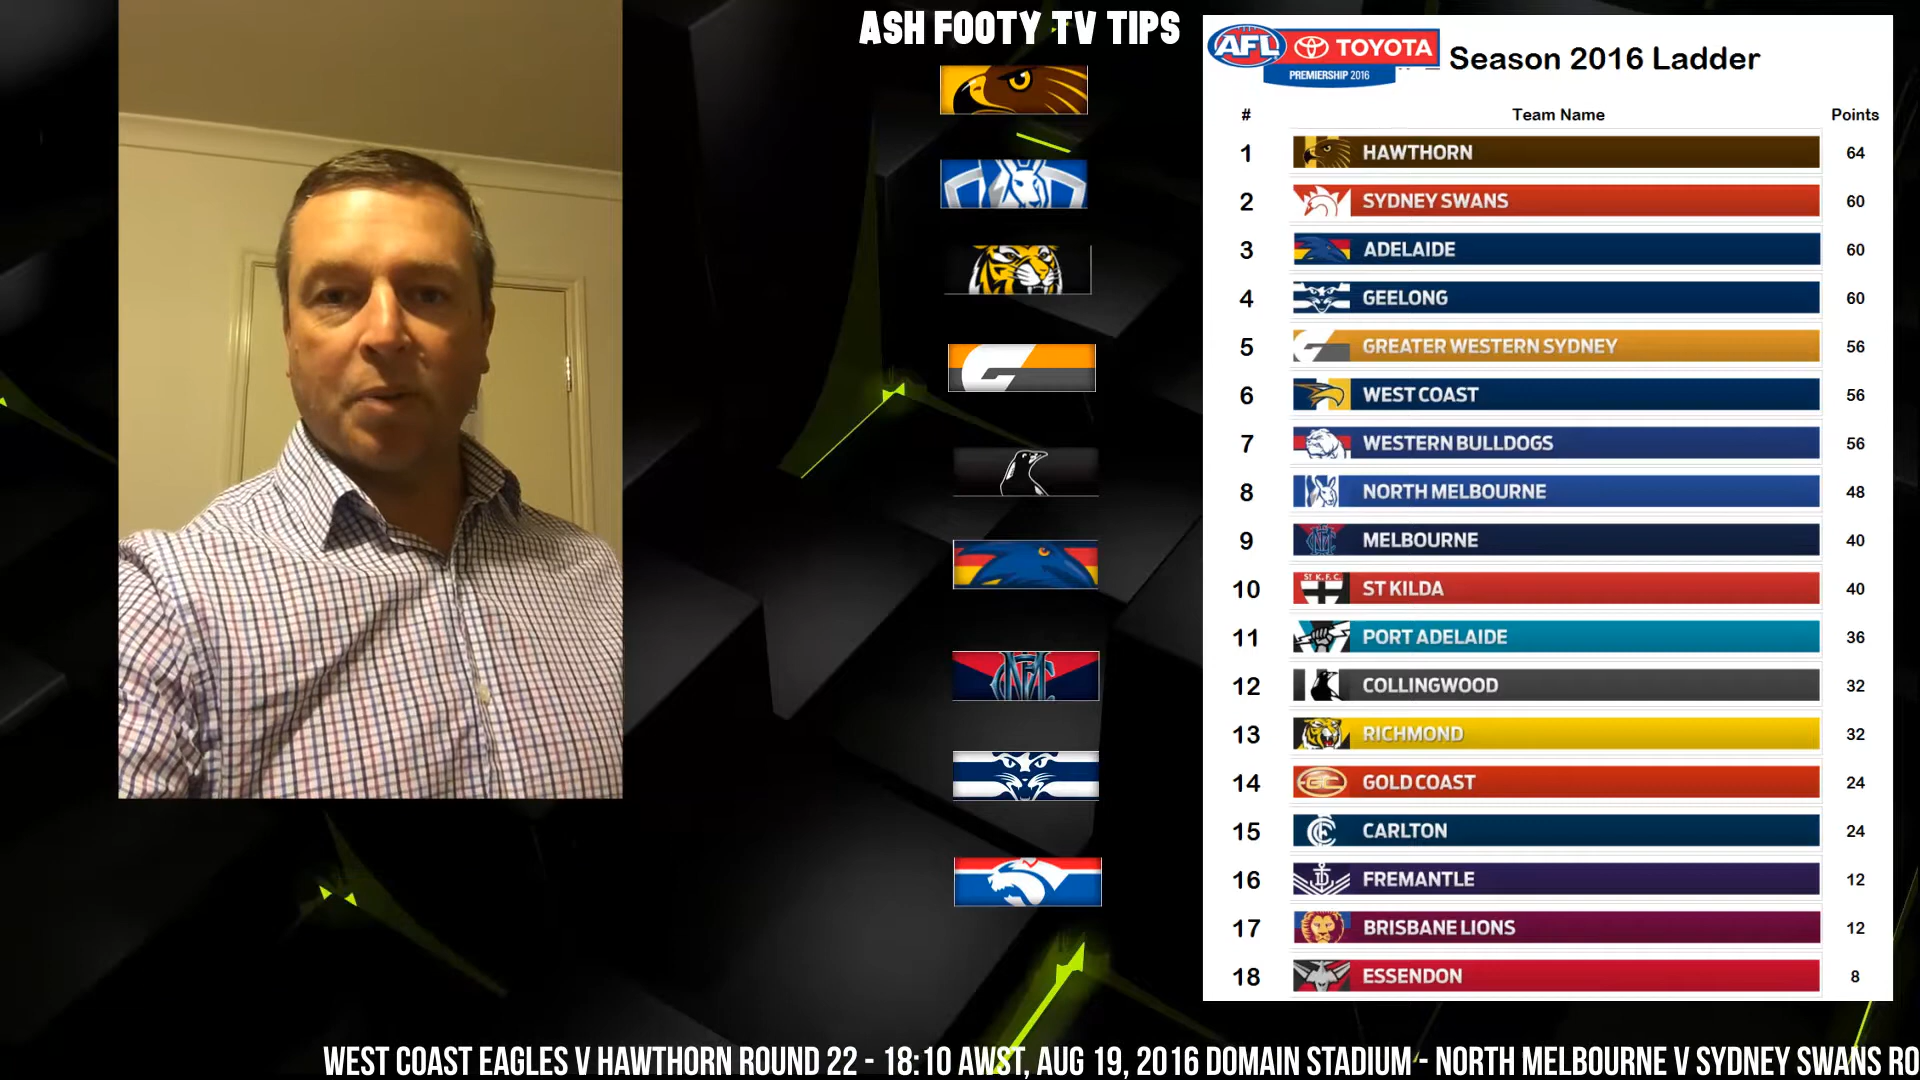 ASH FOOTY TV TIPS
AFL TOYOTA
PREMIERSHIP 2016
Season 2016 Ladder
# Team Name Points
1 HAWTHORN 64
2 SYDNEY SWANS 60
3 ADELAIDE 60
4 GEELONG 60
5 GREATER WESTERN SYDNEY 56
6 WEST COAST 56
7 WESTERN BULLDOGS 56
8 NORTH MELBOURNE 48
9 MELBOURNE 40
10 ST K.F.C. ST KILDA 40
11 PORT ADELAIDE 36
12 COLLINGWOOD 32
13 RICHMOND 32
14 GC GOLD COAST 24
15 CARLTON 24
16 FREMANTLE 12
17 BRISBANE LIONS 12
18 ESSENDON 8
WEST COAST EAGLES V HAWTHORN ROUND 22 - 18:10 AWST, AUG 19, 2016 DOMAIN STADIUM - NORTH MELBOURNE V SYDNEY SWANS RO